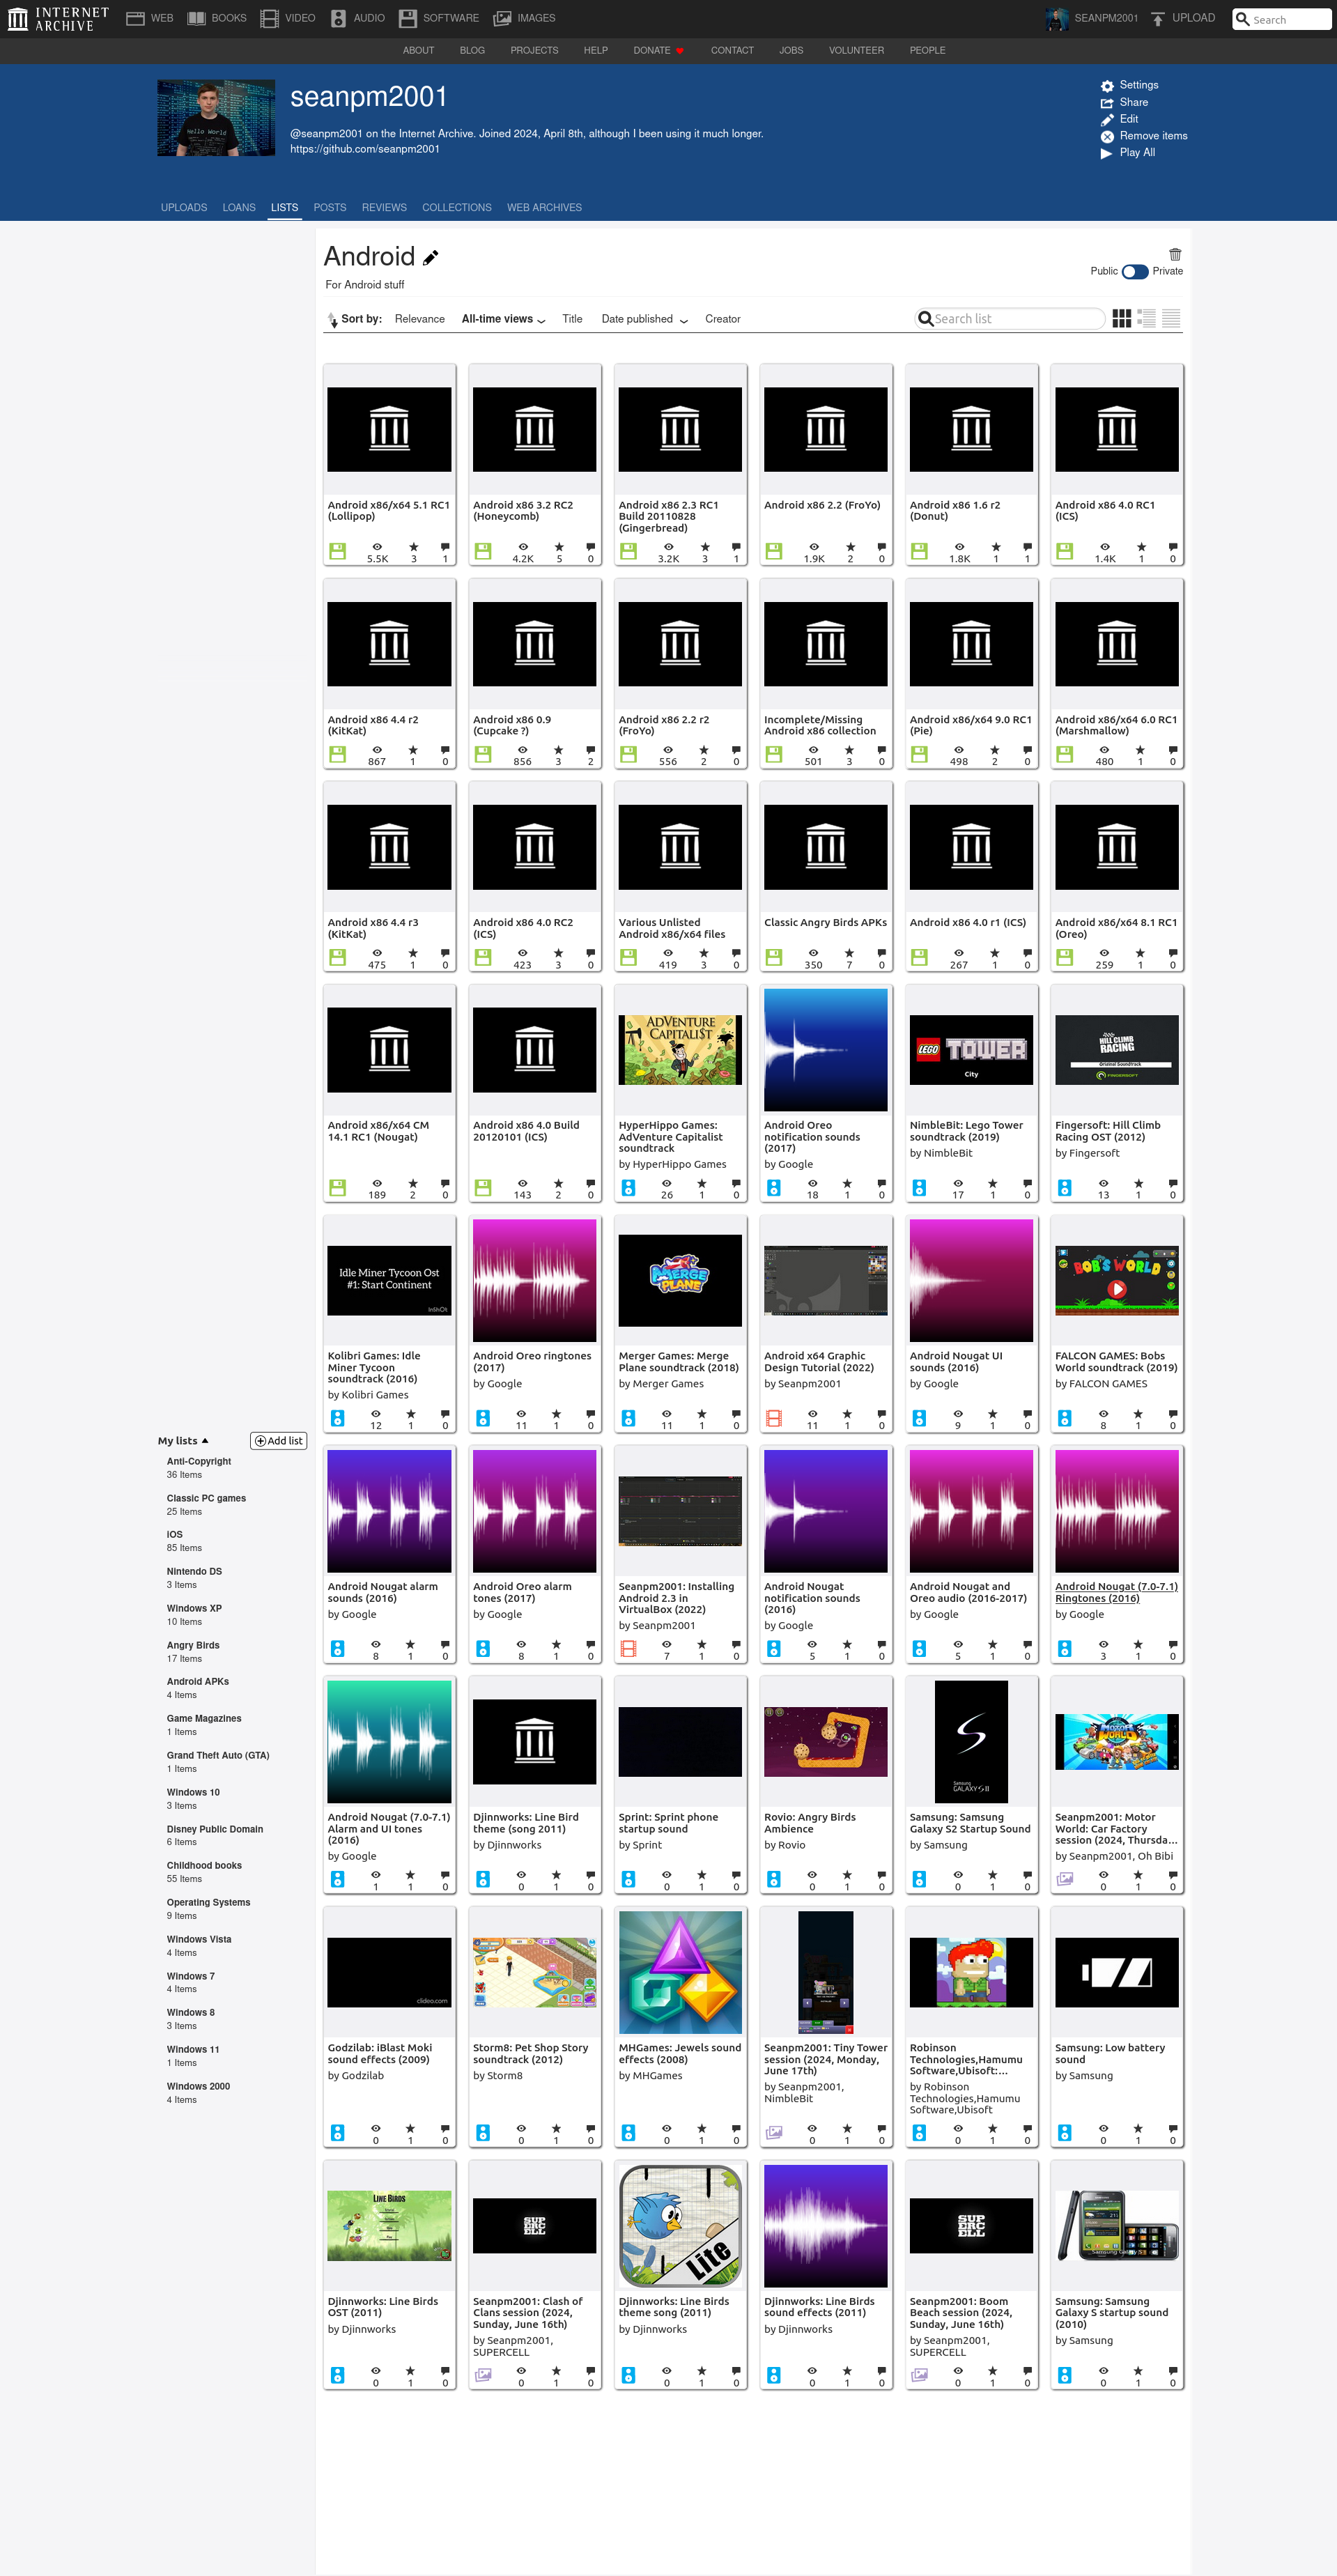 INTERNET ARCHIVE
WEB BOOKS VIDEO AUDIO SOFTWARE IMAGES SEANPM2001 UPLOAD Search
ABOUT BLOG PROJECTS HELP DONATE CONTACT JOBS VOLUNTEER PEOPLE
Hello World
seanpm2001
@seanpm2001 on the Internet Archive. Joined 2024, April 8th, although I been using it much longer.
https://github.com/seanpm2001
Settings
Share
Edit
Remove items
Play All
UPLOADS LOANS LISTS POSTS REVIEWS COLLECTIONS WEB ARCHIVES
Android
For Android stuff
Public Private
Sort by: Relevance All-time views Title Date published Creator
Search list
Android x86/x64 5.1 RC1
(Lollipop)
5.5K 3 1
Android x86 3.2 RC2
(Honeycomb)
4.2K 5 0
Android x86 2.3 RC1
Build 20110828
(Gingerbread)
3.2K 3 1
Android x86 2.2 (FroYo)
1.9K 2 0
Android x86 1.6 r2
(Donut)
1.8K 1 1
Android x86 4.0 RC1
(ICS)
1.4K 1 0
Android x86 4.4 r2
(KitKat)
867 1 0
Android x86 0.9
(Cupcake ?)
856 3 2
Android x86 2.2 r2
(FroYo)
556 2 0
Incomplete/Missing
Android x86 collection
501 3 0
Android x86/x64 9.0 RC1
(Pie)
498 2 0
Android x86/x64 6.0 RC1
(Marshmallow)
480 1 0
Android x86 4.4 r3
(KitKat)
475 1 0
Android x86 4.0 RC2
(ICS)
423 3 0
Various Unlisted
Android x86/x64 files
419 3 0
Classic Angry Birds APKs
350 7 0
Android x86 4.0 r1 (ICS)
267 1 0
Android x86/x64 8.1 RC1
(Oreo)
259 1 0
Android x86/x64 CM
14.1 RC1 (Nougat)
189 2 0
Android x86 4.0 Build
20120101 (ICS)
143 2 0
ADVENTURE
CAPITALI$T
HyperHippo Games:
AdVenture Capitalist
soundtrack
by HyperHippo Games
26 1 0
Android Oreo
notification sounds
(2017)
by Google
18 1 0
LEGO TOWER
City
NimbleBit: Lego Tower
soundtrack (2019)
by NimbleBit
17 1 0
HILL CLIMB
RACING
Original Soundtrack
FINGERSOFT
Fingersoft: Hill Climb
Racing OST (2012)
by Fingersoft
13 1 0
Idle Miner Tycoon Ost
#1: Start Continent
InShOt
Kolibri Games: Idle
Miner Tycoon
soundtrack (2016)
by Kolibri Games
12 1 0
Android Oreo ringtones
(2017)
by Google
11 1 0
MERGE
PLANE
Merger Games: Merge
Plane soundtrack (2018)
by Merger Games
11 1 0
Android x64 Graphic
Design Tutorial (2022)
by Seanpm2001
11 1 0
Android Nougat UI
sounds (2016)
by Google
9 1 0
BOB'S WORLD
FALCON GAMES: Bobs
World soundtrack (2019)
by FALCON GAMES
8 1 0
Android Nougat alarm
sounds (2016)
by Google
8 1 0
Android Oreo alarm
tones (2017)
by Google
8 1 0
Seanpm2001: Installing
Android 2.3 in
VirtualBox (2022)
by Seanpm2001
7 1 0
Android Nougat
notification sounds
(2016)
by Google
5 1 0
Android Nougat and
Oreo audio (2016-2017)
by Google
5 1 0
Android Nougat (7.0-7.1)
Ringtones (2016)
by Google
3 1 0
Android Nougat (7.0-7.1)
Alarm and UI tones
(2016)
by Google
1 1 0
Djinnworks: Line Bird
theme (song 2011)
by Djinnworks
0 1 0
Sprint: Sprint phone
startup sound
by Sprint
0 1 0
Rovio: Angry Birds
Ambience
by Rovio
0 1 0
S
Samsung
GALAXY S II
Samsung: Samsung
Galaxy S2 Startup Sound
by Samsung
0 1 0
MOTOR
WORLD
Seanpm2001: Motor
World: Car Factory
session (2024, Thursda...
by Seanpm2001, Oh Bibi
0 1 0
clideo.com
Godzilab: iBlast Moki
sound effects (2009)
by Godzilab
0 1 0
Storm8: Pet Shop Story
soundtrack (2012)
by Storm8
0 1 0
MHGames: Jewels sound
effects (2008)
by MHGames
0 1 0
Seanpm2001: Tiny Tower
session (2024, Monday,
June 17th)
by Seanpm2001,
NimbleBit
0 1 0
Robinson
Technologies,Hamumu
Software,Ubisoft:...
by Robinson
Technologies,Hamumu
Software,Ubisoft
0 1 0
Samsung: Low battery
sound
by Samsung
0 1 0
LINE BIRDS
Djinnworks: Line Birds
OST (2011)
by Djinnworks
0 1 0
SUP
ERC
ELL
Seanpm2001: Clash of
Clans session (2024,
Sunday, June 16th)
by Seanpm2001,
SUPERCELL
0 1 0
Lite
Djinnworks: Line Birds
theme song (2011)
by Djinnworks
0 1 0
Djinnworks: Line Birds
sound effects (2011)
by Djinnworks
0 1 0
SUP
ERC
ELL
Seanpm2001: Boom
Beach session (2024,
Sunday, June 16th)
by Seanpm2001,
SUPERCELL
0 1 0
Samsung Galaxy S
Samsung: Samsung
Galaxy S startup sound
(2010)
by Samsung
0 1 0
My lists Add list
Anti-Copyright
36 Items
Classic PC games
25 Items
iOS
85 Items
Nintendo DS
3 Items
Windows XP
10 Items
Angry Birds
17 Items
Android APKs
4 Items
Game Magazines
1 Items
Grand Theft Auto (GTA)
1 Items
Windows 10
3 Items
Disney Public Domain
6 Items
Childhood books
55 Items
Operating Systems
9 Items
Windows Vista
4 Items
Windows 7
4 Items
Windows 8
3 Items
Windows 11
1 Items
Windows 2000
4 Items